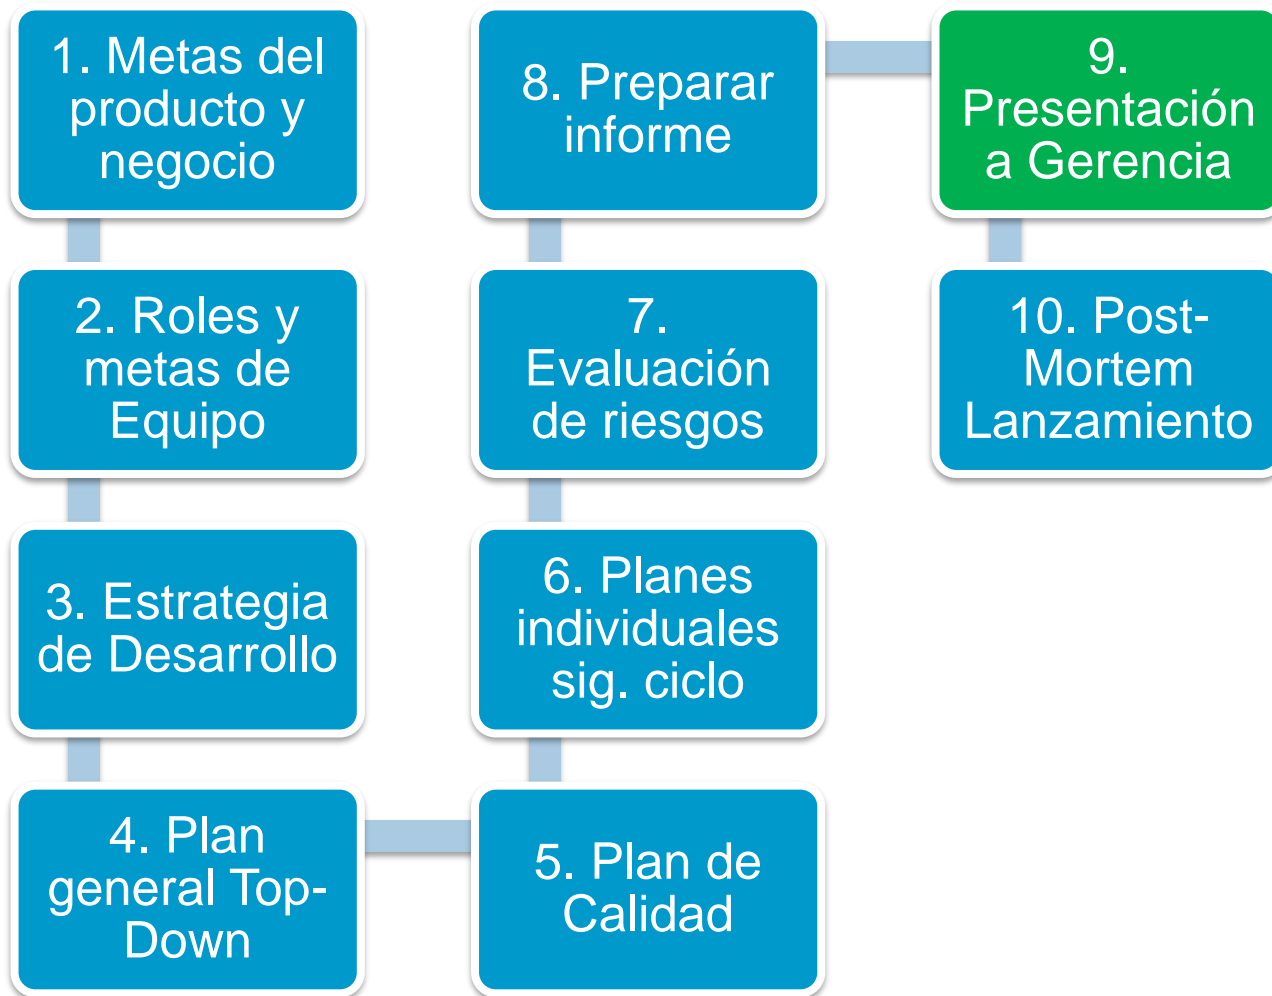 1. Metas del
producto y
negocio
2. Roles y
metas de
Equipo
3. Estrategia
de Desarrollo
4. Plan
general Top-
Down
5. Plan de
Calidad
6. Planes
individuales
sig. ciclo
7.
Evaluación
de riesgos
8. Preparar
informe
9.
Presentación
a Gerencia
10. Post-
Mortem
Lanzamiento